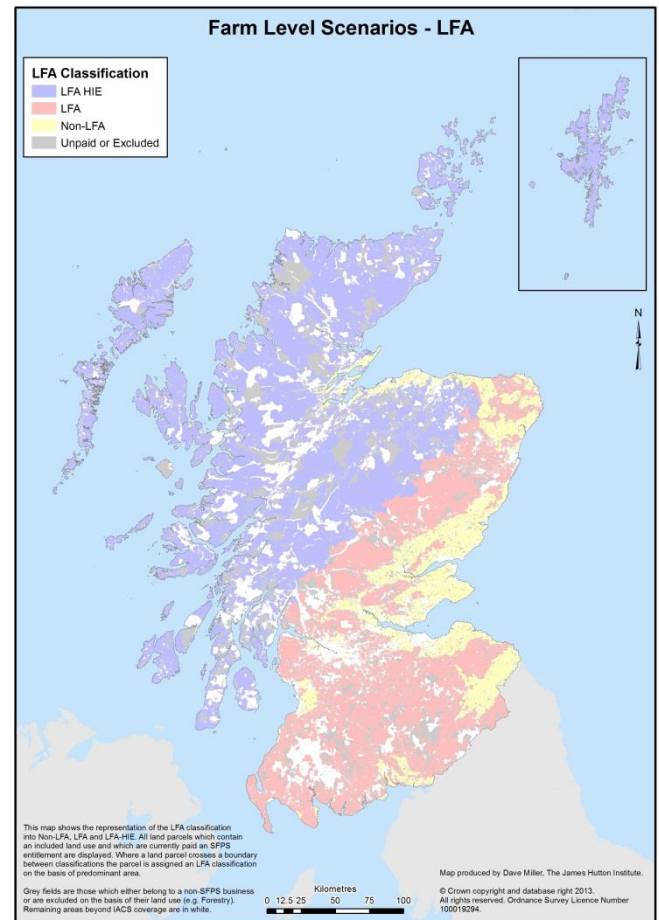 Farm Level Scenarios - LFA
LFA Classification
LFA HIE
LFA
Non-LFA
Unpaid or Excluded
N
This map shows the representation of the LFA classification
into Non-LFA, LFA and LFA-HIE. All land parcels which contain
an included land use and which are currently paid an SFPS
entitlement are displayed. Where a land parcel crosses a boundary
between classifications the parcel is assigned an LFA classification
on the basis of predominant area.
Grey fields are those which either belong to a non-SFPS business
or are excluded on the basis of their land use (e.g. Forestry).
Remaining areas beyond IACS coverage are in white.
Kilometres
0 12.5 25 50 75 100
Map produced by Dave Miller, The James Hutton Institute.
© Crown copyright and database right 2013.
All rights reserved. Ordnance Survey Licence Number
100019294.